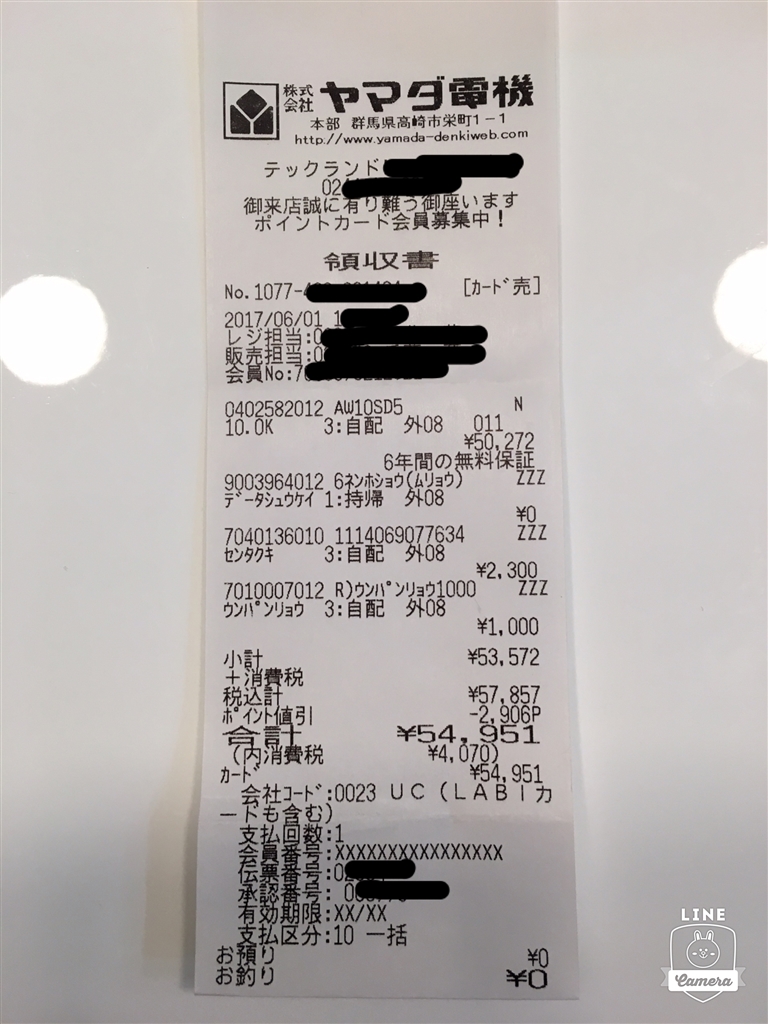 株式会社 ヤマダ電機
本部 群馬県高崎市栄町1-1
http://www.yamada-denkiweb.com
テックランド
02
御来店誠に有り難う御座います
ポイントカード会員募集中!
領収書
No.1077- [カード売]
2017/06/01 1
レジ担当:0
販売担当:0
会員No:7
0402582012 AW10SD5 N
10.0K 3:自配 外08 011
¥50,272
6年間の無料保証
9003964012 6ネンホショウ(ムリョウ) ZZZ
データシュウケイ 1:持帰 外08
¥0
7040136010 1114069077634 ZZZ
センタクキ 3:自配 外08
¥2,300
7010007012 R)ウンパンリョウ1000 ZZZ
ウンパンリョウ 3:自配 外08
¥1,000
小計 ¥53,572
+消費税
税込計 ¥57,857
ポイント値引 -2,906P
合計 ¥54,951
(内消費税 ¥4,070)
カード ¥54,951
会社コード:0023 UC(LABIカ
ードも含む)
支払回数:1
会員番号:XXXXXXXXXXXXXXXX
伝票番号:0
承認番号:0
有効期限:XX/XX
支払区分:10 一括
お預り ¥0
お釣り ¥0
LINE
Camera